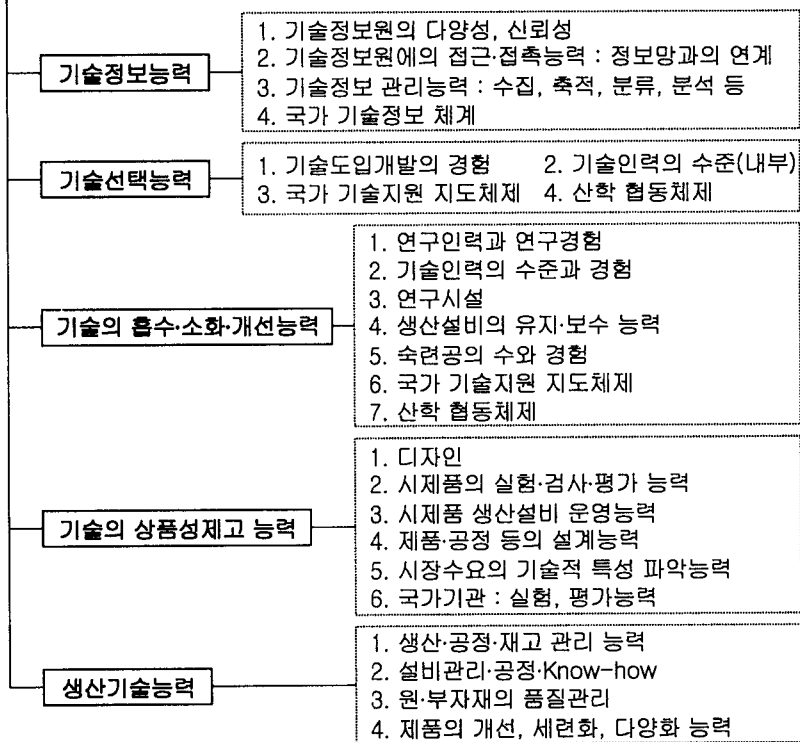 기술정보능력
1. 기술정보원의 다양성, 신뢰성
2. 기술정보원에의 접근·접촉능력 : 정보망과의 연계
3. 기술정보 관리능력 : 수집, 축적, 분류, 분석 등
4. 국가 기술정보 체계
기술선택능력
1. 기술도입개발의 경험 2. 기술인력의 수준(내부)
3. 국가 기술지원 지도체제 4. 산학 협동체제
기술의 흡수·소화·개선능력
1. 연구인력과 연구경험
2. 기술인력의 수준과 경험
3. 연구시설
4. 생산설비의 유지·보수 능력
5. 숙련공의 수와 경험
6. 국가 기술지원 지도체제
7. 산학 협동체제
기술의 상품성제고 능력
1. 디자인
2. 시제품의 실험·검사·평가 능력
3. 시제품 생산설비 운영능력
4. 제품·공정 등의 설계능력
5. 시장수요의 기술적 특성 파악능력
6. 국가기관 : 실험, 평가능력
생산기술능력
1. 생산·공정·재고 관리 능력
2. 설비관리·공정·Know-how
3. 원·부자재의 품질관리
4. 제품의 개선, 세련화, 다양화 능력